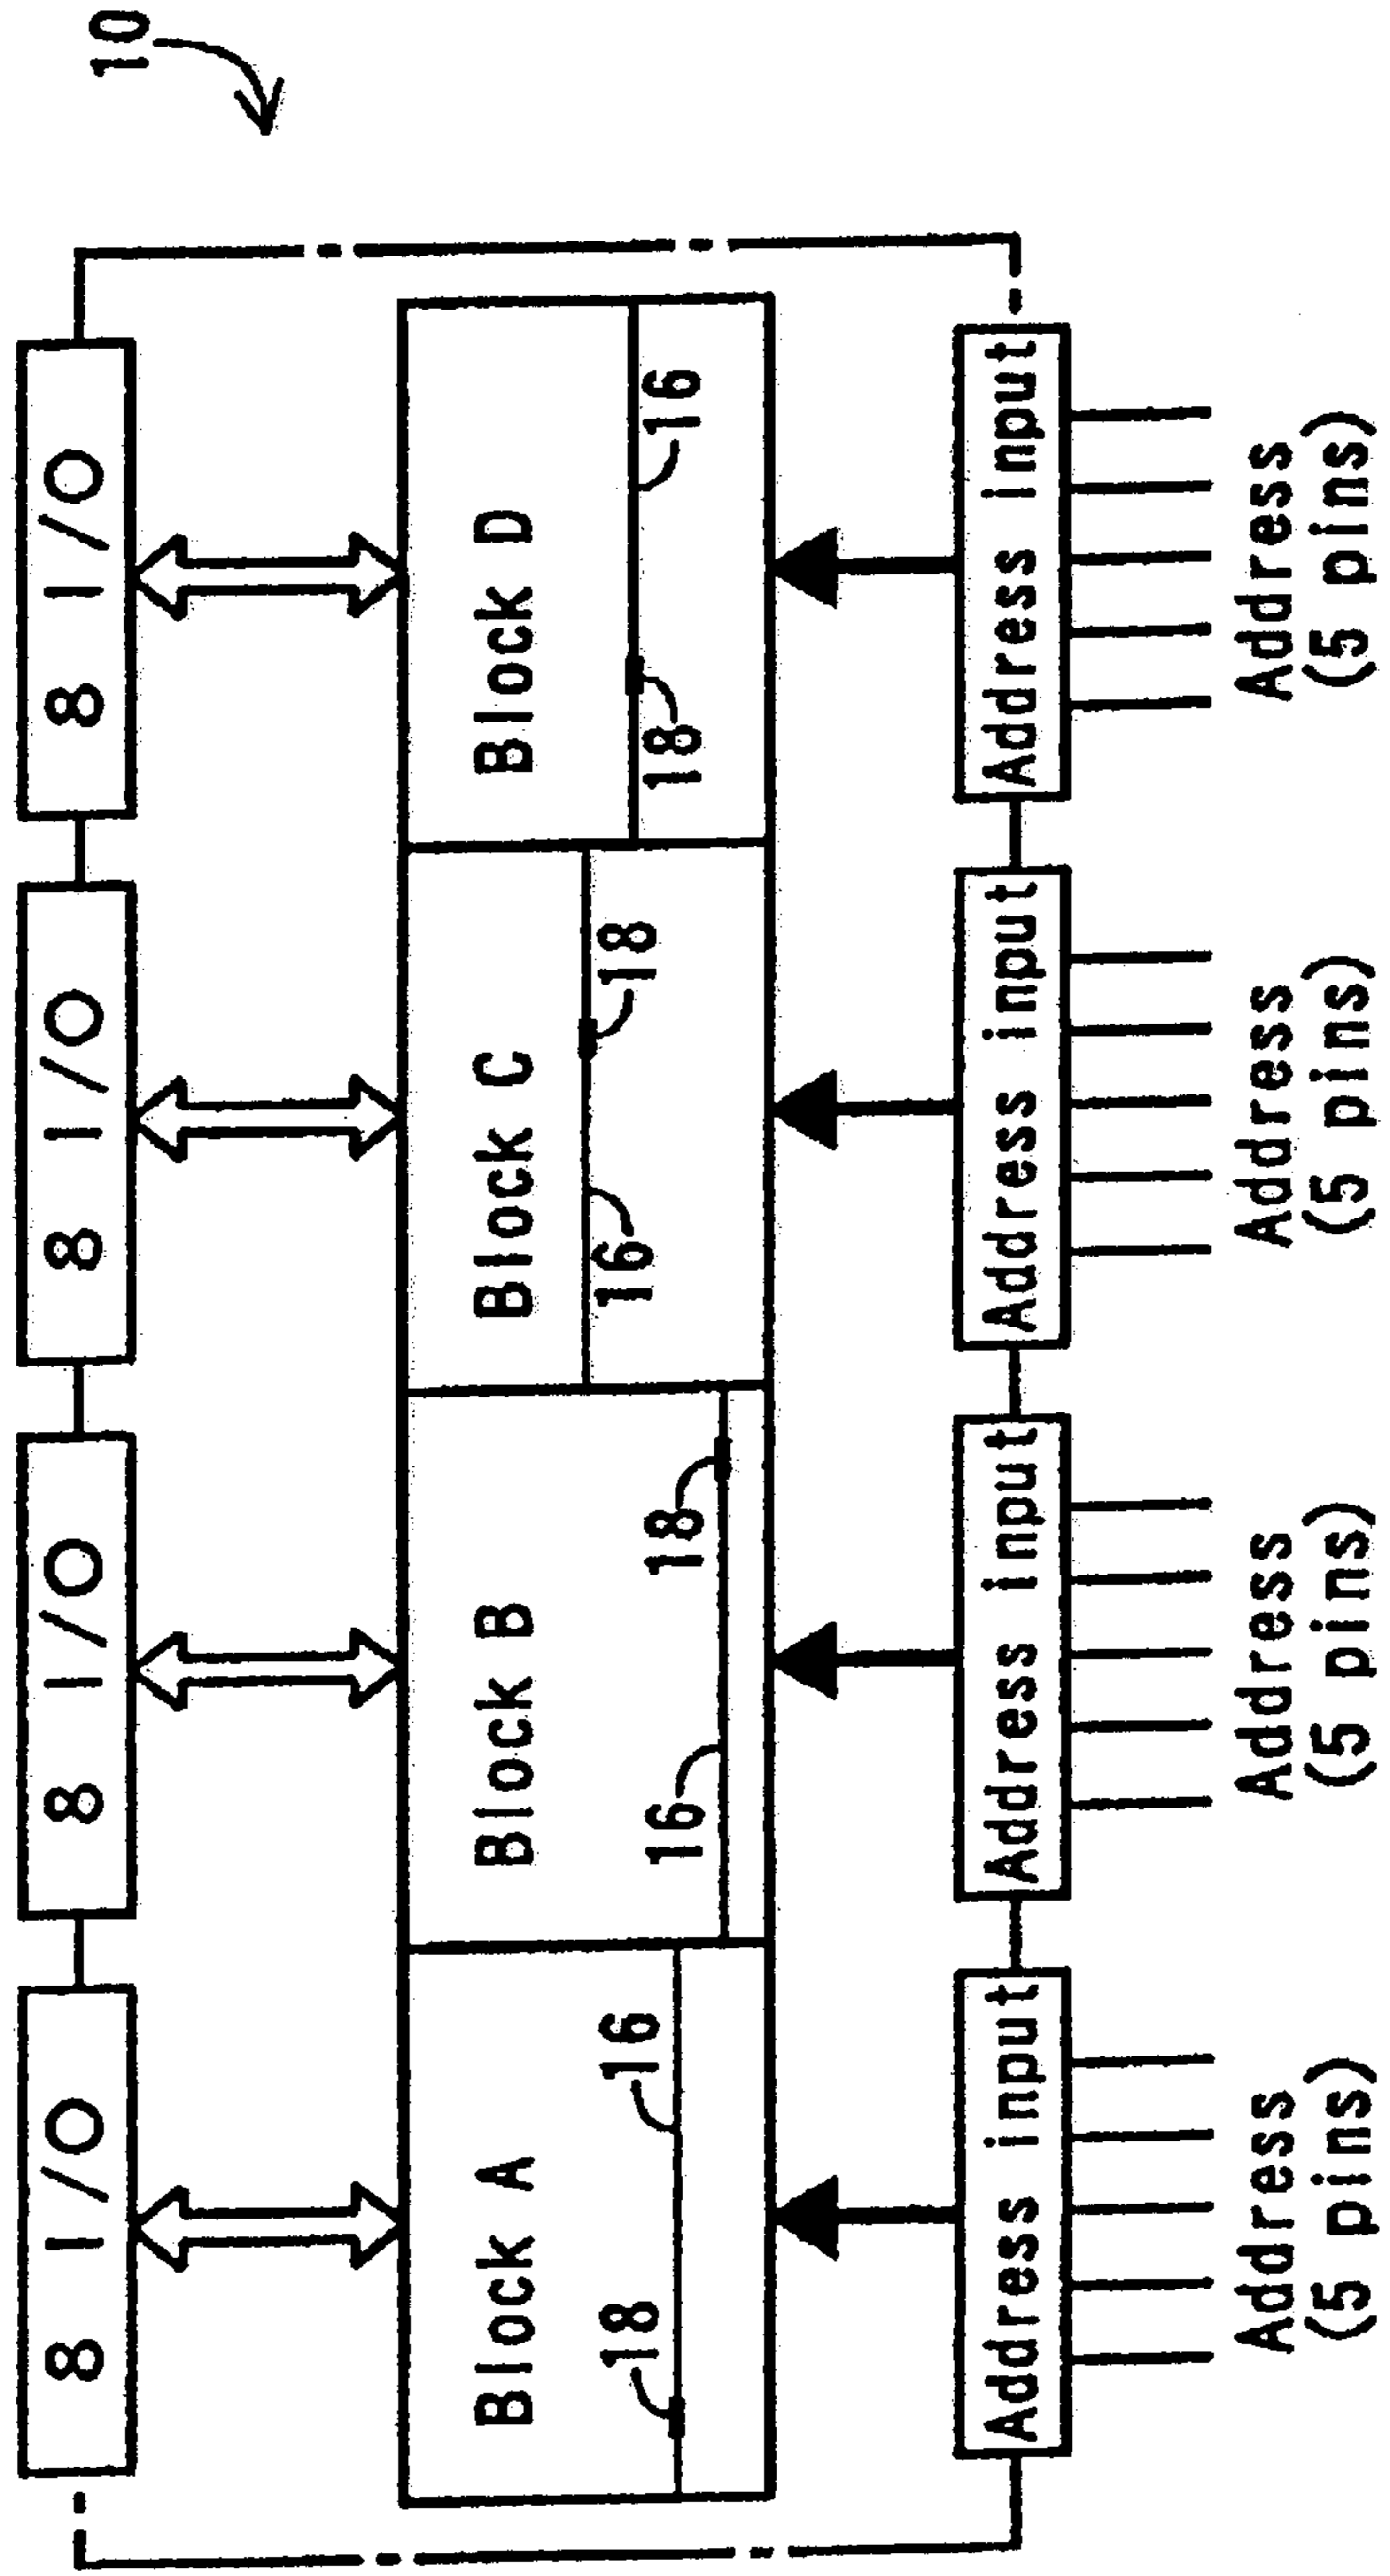 10
8 I/O
8 I/O
8 I/O
8 I/O
Block A
Block B
Block C
Block D
18
16
16
18
16
18
18
16
Address input
Address input
Address input
Address input
Address
(5 pins)
Address
(5 pins)
Address
(5 pins)
Address
(5 pins)